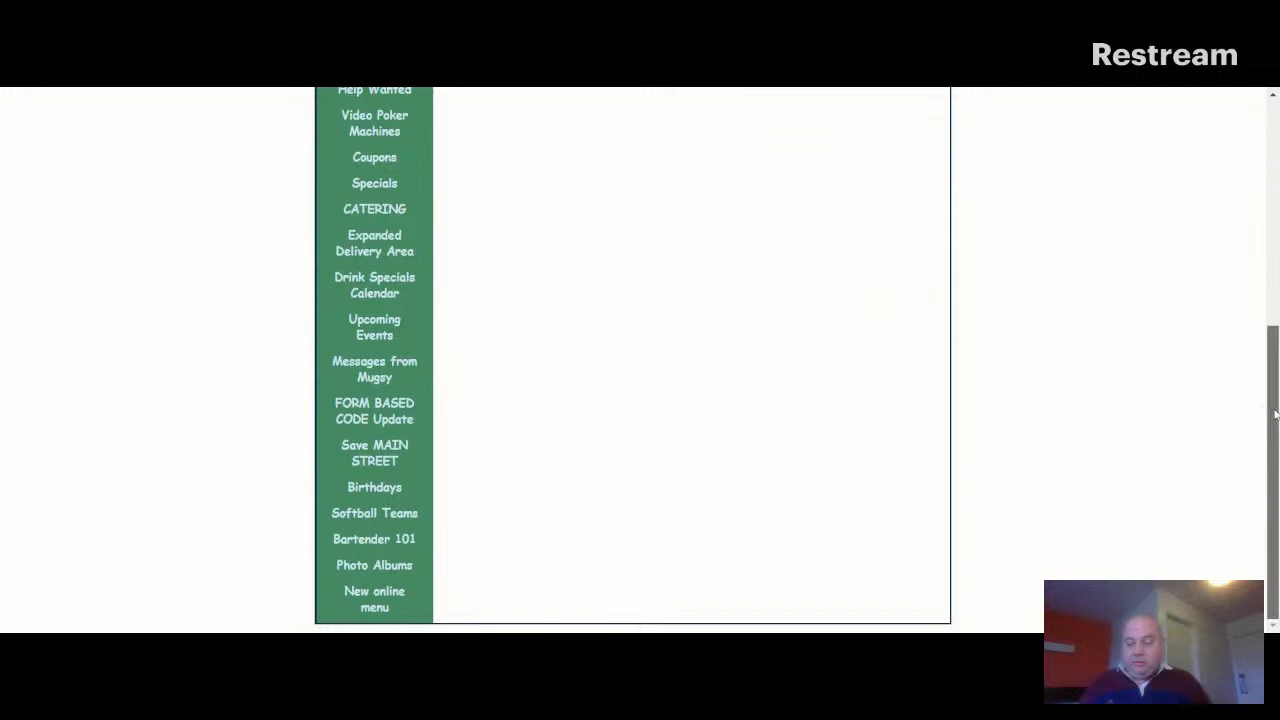 Restream
Help Wanted
Video Poker
Machines
Coupons
Specials
CATERING
Expanded
Delivery Area
Drink Specials
Calendar
Upcoming
Events
Messages from
Mugsy
FORM BASED
CODE Update
Save MAIN
STREET
Birthdays
Softball Teams
Bartender 101
Photo Albums
New online
menu